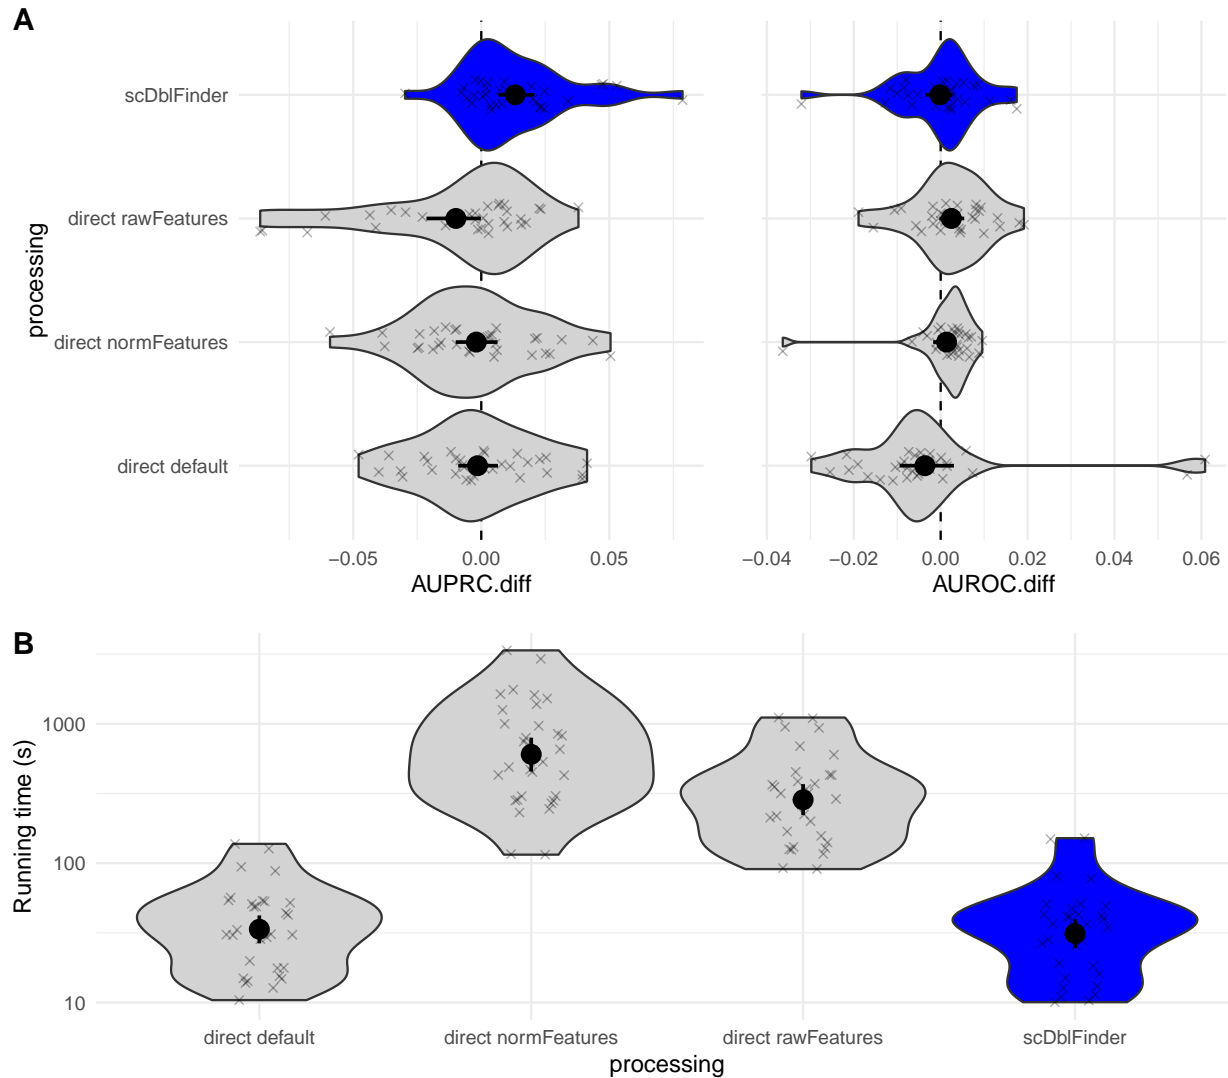 A
processing
scDblFinder
direct rawFeatures
direct normFeatures
direct default
−0.05 0.00 0.05
AUPRC.diff
−0.04 −0.02 0.00 0.02 0.04 0.06
AUROC.diff
B
Running time (s)
1000
100
10
direct default direct normFeatures direct rawFeatures scDblFinder
processing